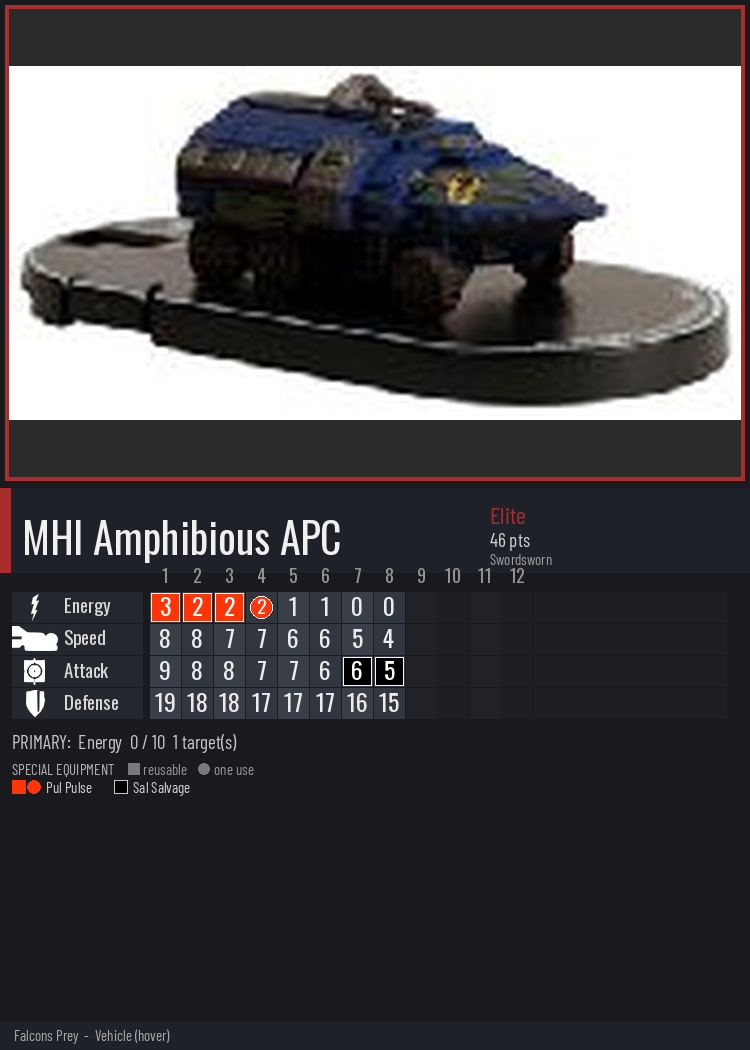 MHI Amphibious APC
Elite
46 pts
Swordsworn
1 2 3 4 5 6 7 8 9 10 11 12
Energy 3 2 2 2 1 1 0 0
Speed 8 8 7 7 6 6 5 4
Attack 9 8 8 7 7 6 6 5
Defense 19 18 18 17 17 17 16 15
PRIMARY: Energy 0 / 10 1 target(s)
SPECIAL EQUIPMENT reusable one use
Pul Pulse Sal Salvage
Falcons Prey - Vehicle (hover)